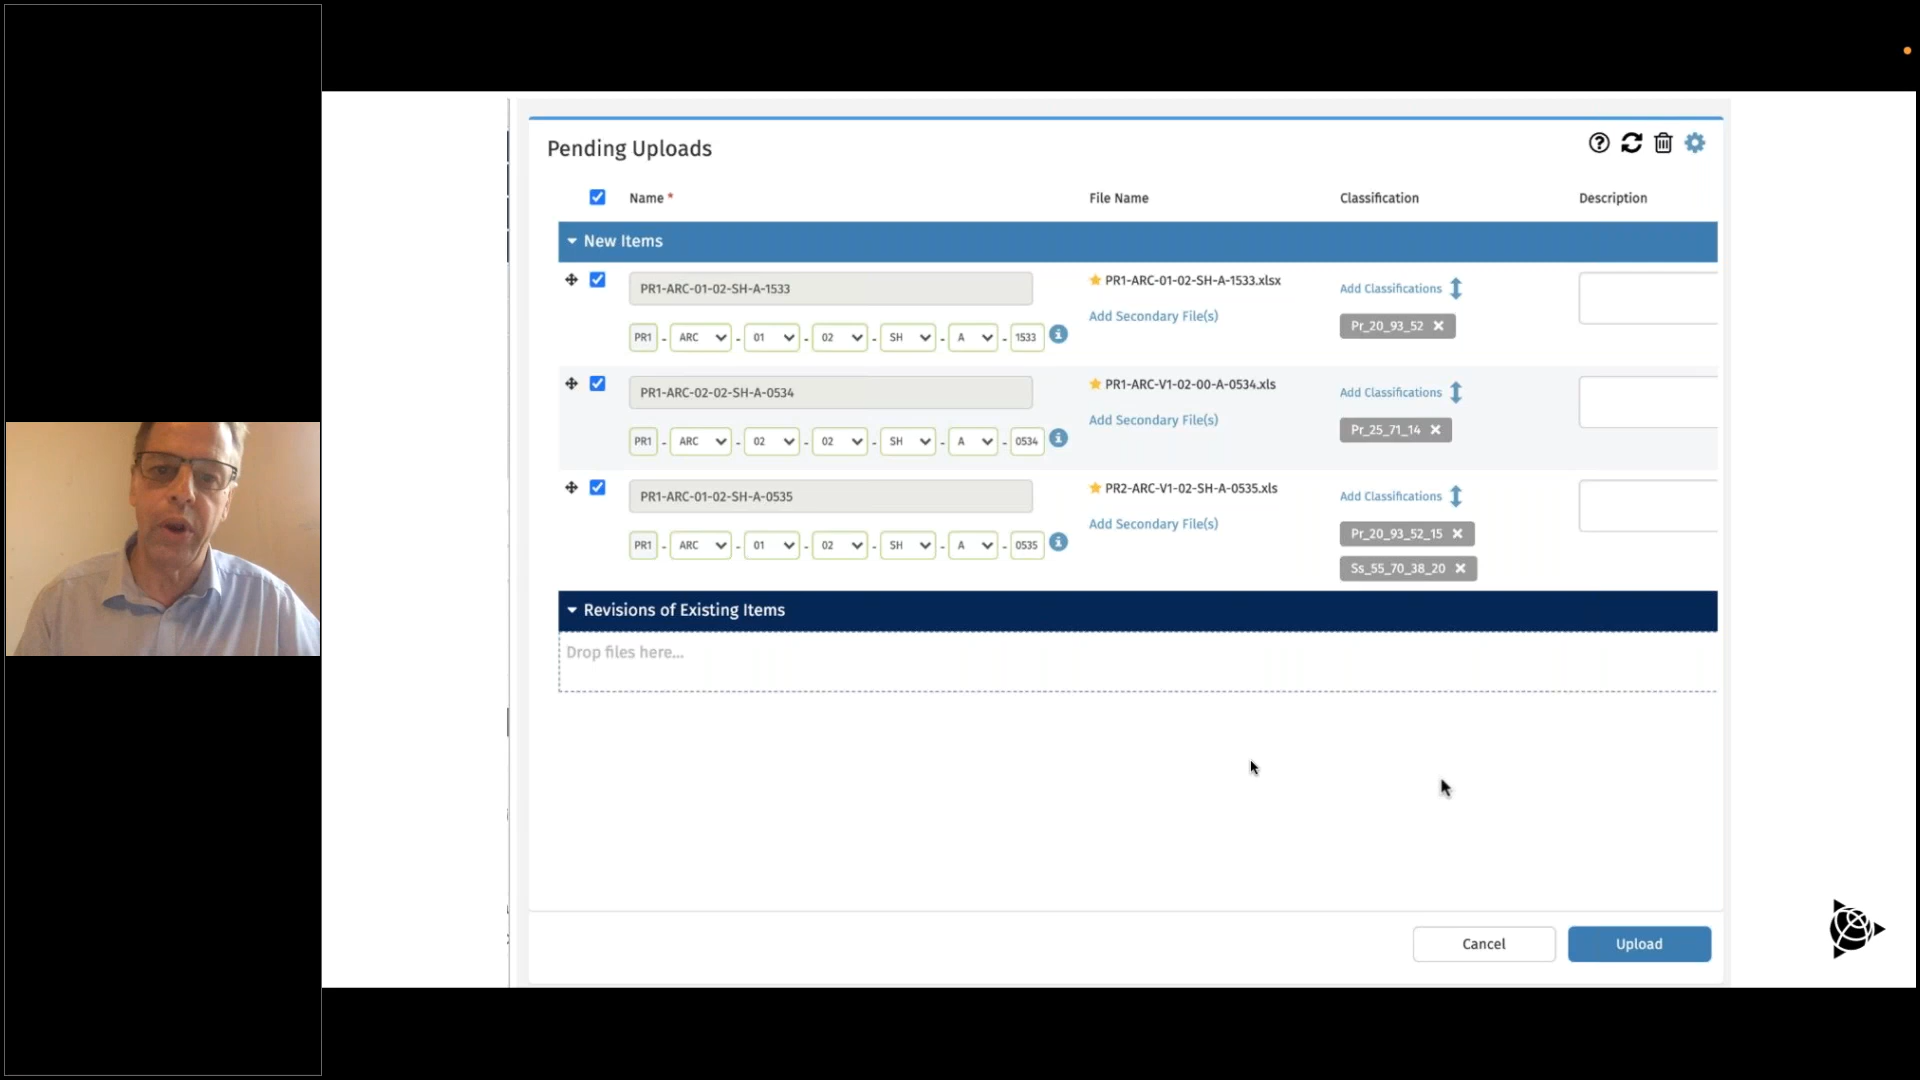 Pending Uploads
Name * File Name Classification Description
New Items
PR1-ARC-01-02-SH-A-1533 PR1-ARC-01-02-SH-A-1533.xlsx Add Classifications
Add Secondary File(s) Pr_20_93_52
PR1 - ARC - 01 - 02 - SH - A - 1533
PR1-ARC-02-02-SH-A-0534 PR1-ARC-V1-02-00-A-0534.xls Add Classifications
Add Secondary File(s) Pr_25_71_14
PR1 - ARC - 02 - 02 - SH - A - 0534
PR1-ARC-01-02-SH-A-0535 PR2-ARC-V1-02-SH-A-0535.xls Add Classifications
Add Secondary File(s) Pr_20_93_52_15
PR1 - ARC - 01 - 02 - SH - A - 0535
Ss_55_70_38_20
Revisions of Existing Items
Drop files here...
Cancel Upload